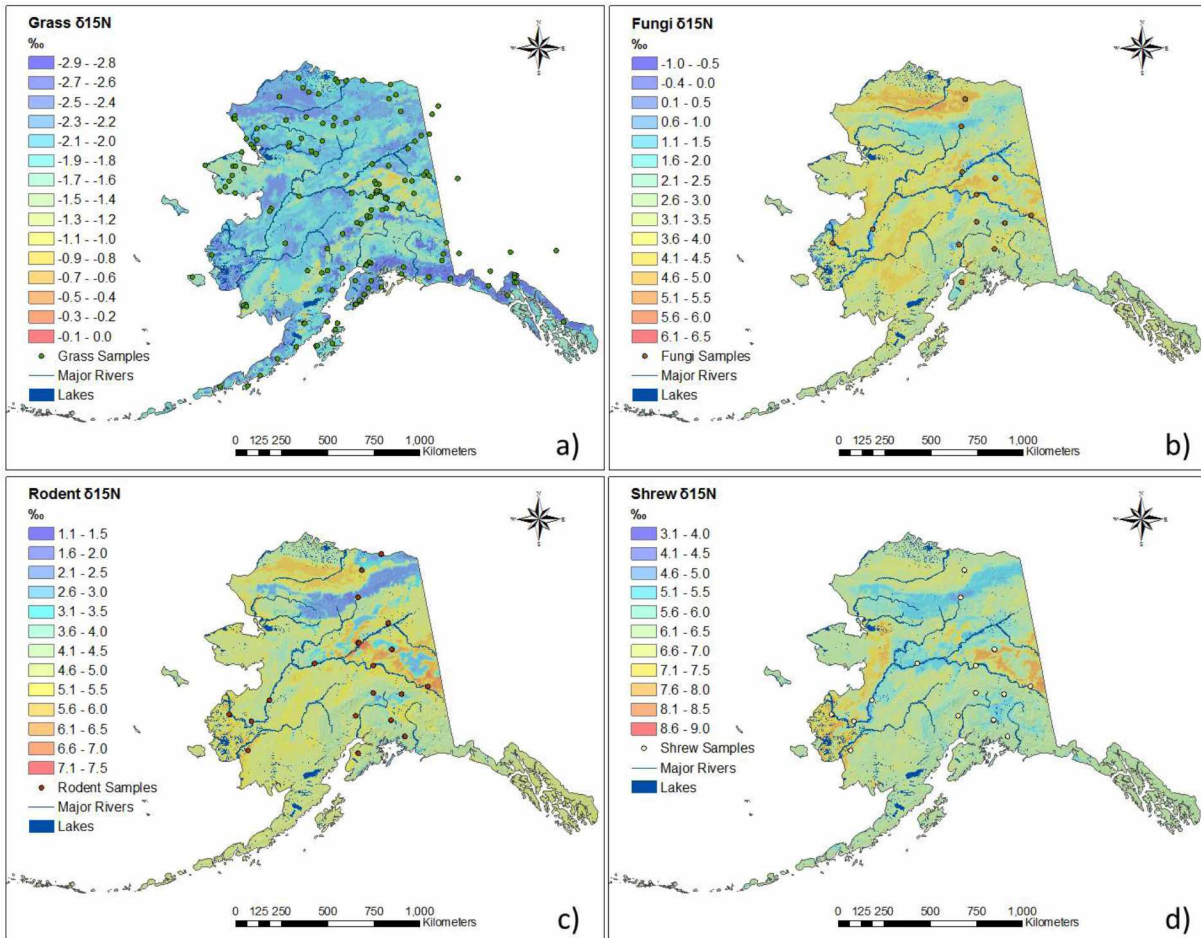 Grass δ15N
‰
-2.9 - -2.8
-2.7 - -2.6
-2.5 - -2.4
-2.3 - -2.2
-2.1 - -2.0
-1.9 - -1.8
-1.7 - -1.6
-1.5 - -1.4
-1.3 - -1.2
-1.1 - -1.0
-0.9 - -0.8
-0.7 - -0.6
-0.5 - -0.4
-0.3 - -0.2
-0.1 - 0.0
Grass Samples
Major Rivers
Lakes
N
W E
S
0 125 250 500 750 1,000
Kilometers
a)
Fungi δ15N
‰
-1.0 - -0.5
-0.4 - 0.0
0.1 - 0.5
0.6 - 1.0
1.1 - 1.5
1.6 - 2.0
2.1 - 2.5
2.6 - 3.0
3.1 - 3.5
3.6 - 4.0
4.1 - 4.5
4.6 - 5.0
5.1 - 5.5
5.6 - 6.0
6.1 - 6.5
Fungi Samples
Major Rivers
Lakes
N
W E
S
0 125 250 500 750 1,000
Kilometers
b)
Rodent δ15N
‰
1.1 - 1.5
1.6 - 2.0
2.1 - 2.5
2.6 - 3.0
3.1 - 3.5
3.6 - 4.0
4.1 - 4.5
4.6 - 5.0
5.1 - 5.5
5.6 - 6.0
6.1 - 6.5
6.6 - 7.0
7.1 - 7.5
Rodent Samples
Major Rivers
Lakes
N
W E
S
0 125 250 500 750 1,000
Kilometers
c)
Shrew δ15N
‰
3.1 - 4.0
4.1 - 4.5
4.6 - 5.0
5.1 - 5.5
5.6 - 6.0
6.1 - 6.5
6.6 - 7.0
7.1 - 7.5
7.6 - 8.0
8.1 - 8.5
8.6 - 9.0
Shrew Samples
Major Rivers
Lakes
N
W E
S
0 125 250 500 750 1,000
Kilometers
d)